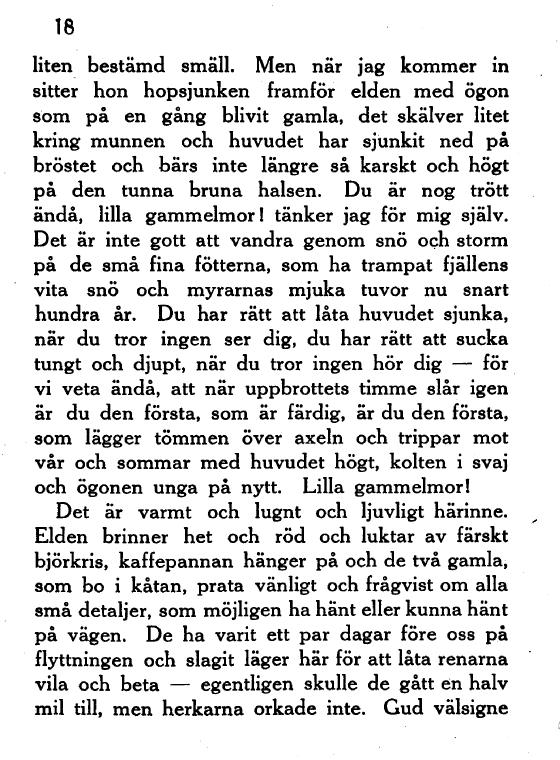 18
liten bestämd smäll. Men när jag kommer in
sitter hon hopsjunken framför elden med ögon
som på en gång blivit gamla, det skälver litet
kring munnen och huvudet har sjunkit ned på
bröstet och bärs inte längre så karskt och högt
på den tunna bruna halsen. Du är nog trött
ändå, lilla gammelmor! tänker jag för mig själv.
Det är inte gott att vandra genom snö och storm
på de små fina fötterna, som ha trampat fjällens
vita snö och myrarnas mjuka tuvor nu snart
hundra år. Du har rätt att låta huvudet sjunka,
när du tror ingen ser dig, du har rätt att sucka
tungt och djupt, när du tror ingen hör dig — för
vi veta ändå, att när uppbrottets timme slår igen
är du den första, som är färdig, är du den första,
som lägger tömmen över axeln och trippar mot
vår och sommar med huvudet högt, kolten i svaj
och ögonen unga på nytt. Lilla gammelmor!
Det är varmt och lugnt och ljuvligt härinne.
Elden brinner het och röd och luktar av färskt
björkris, kaffepannan hänger på och de två gamla,
som bo i kåtan, prata vänligt och frågvist om alla
små detaljer, som möjligen ha hänt eller kunna hänt
på vägen. De ha varit ett par dagar före oss på
flyttningen och slagit läger här för att låta renarna
vila och beta — egentligen skulle de gått en halv
mil till, men herkarna orkade inte. Gud välsigne